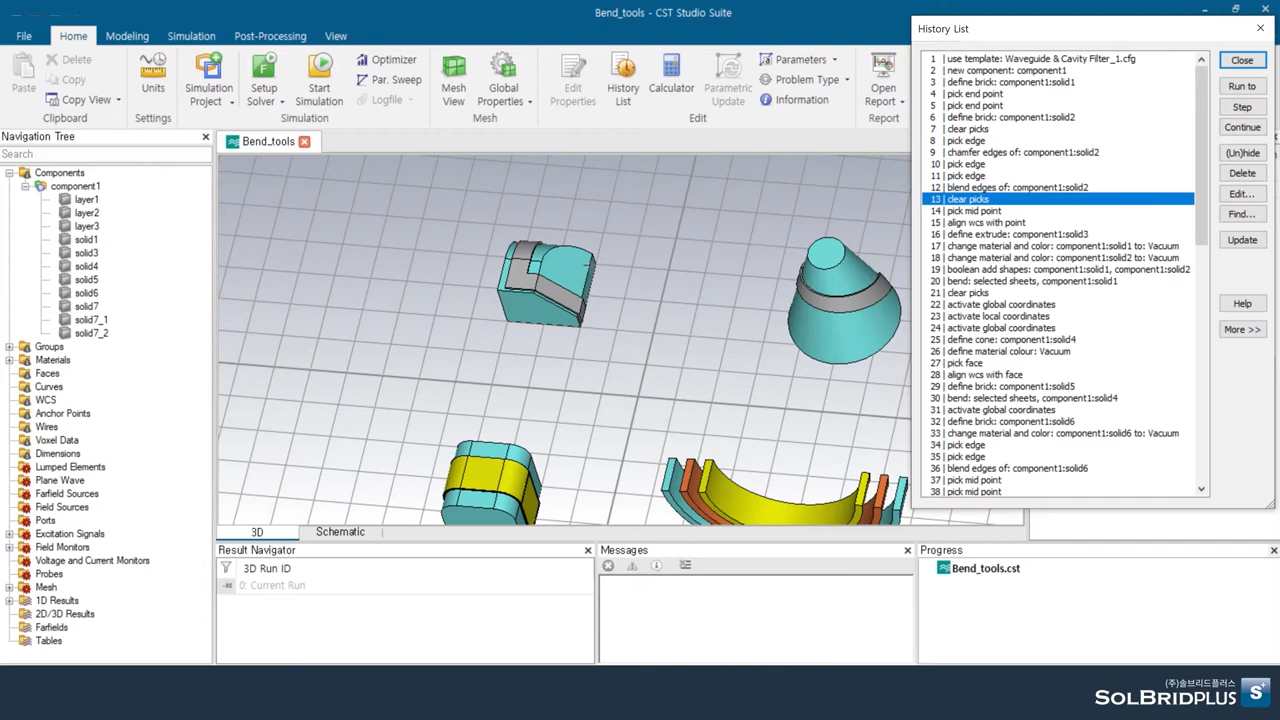 Bend_tools - CST Studio Suite
File
Home
Modeling
Simulation
Post-Processing
View
Paste
Delete
Copy
Copy View
Clipboard
Units
Settings
Simulation
Project
Setup
Solver
Start
Simulation
Optimizer
Par. Sweep
Logfile
Simulation
Mesh
View
Global
Properties
Mesh
Edit
Properties
History
List
Calculator
Parametric
Update
Parameters
Problem Type
Information
Edit
Open
Report
Report
Navigation Tree
Search
Components
component1
layer1
layer2
layer3
solid1
solid3
solid4
solid5
solid6
solid7
solid7_1
solid7_2
Groups
Materials
Faces
Curves
WCS
Anchor Points
Wires
Voxel Data
Dimensions
Lumped Elements
Plane Wave
Farfield Sources
Field Sources
Ports
Excitation Signals
Field Monitors
Voltage and Current Monitors
Probes
Mesh
1D Results
2D/3D Results
Farfields
Tables
Bend_tools
3D
Schematic
History List
1 | use template: Waveguide & Cavity Filter_1.cfg
2 | new component: component1
3 | define brick: component1:solid1
4 | pick end point
5 | pick end point
6 | define brick: component1:solid2
7 | clear picks
8 | pick edge
9 | chamfer edges of: component1:solid2
10 | pick edge
11 | pick edge
12 | blend edges of: component1:solid2
13 | clear picks
14 | pick mid point
15 | align wcs with point
16 | define extrude: component1:solid3
17 | change material and color: component1:solid1 to: Vacuum
18 | change material and color: component1:solid2 to: Vacuum
19 | boolean add shapes: component1:solid1, component1:solid2
20 | bend: selected sheets, component1:solid1
21 | clear picks
22 | activate global coordinates
23 | activate local coordinates
24 | activate global coordinates
25 | define cone: component1:solid4
26 | define material colour: Vacuum
27 | pick face
28 | align wcs with face
29 | define brick: component1:solid5
30 | bend: selected sheets, component1:solid4
31 | activate global coordinates
32 | define brick: component1:solid6
33 | change material and color: component1:solid6 to: Vacuum
34 | pick edge
35 | pick edge
36 | blend edges of: component1:solid6
37 | pick mid point
38 | pick mid point
Close
Run to
Step
Continue
(Un)hide
Delete
Edit...
Find...
Update
Help
More >>
Result Navigator
3D Run ID
0: Current Run
Messages
Progress
Bend_tools.cst
(주)솔브리드플러스
SOLBRIDPLUS
S+